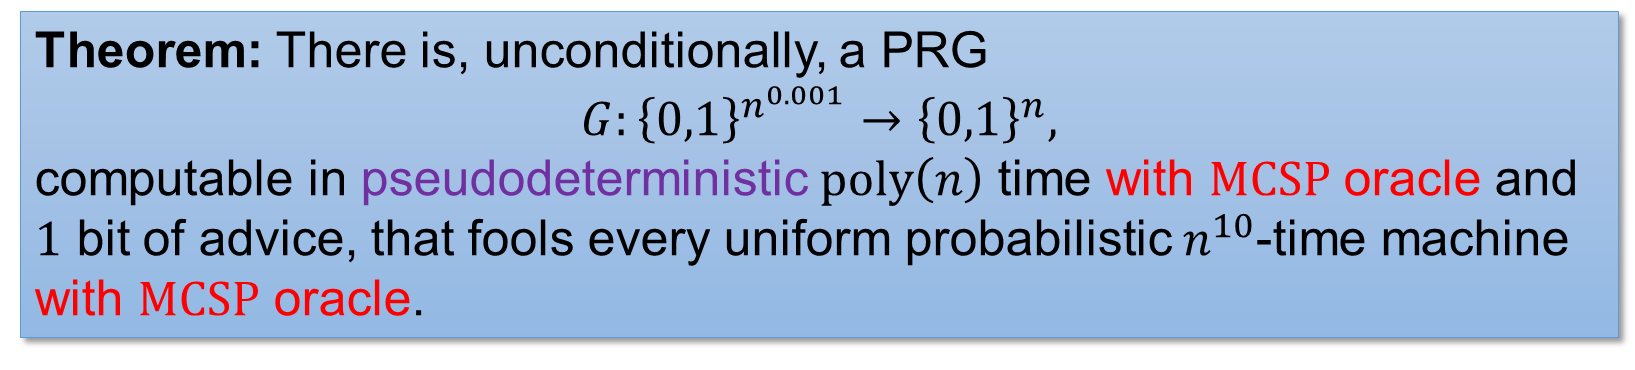 Theorem: There is, unconditionally, a PRG
G: {0,1}^{n^{0.001}} → {0,1}^n,
computable in pseudodeterministic poly(n) time with MCSP oracle and
1 bit of advice, that fools every uniform probabilistic n^{10}-time machine
with MCSP oracle.